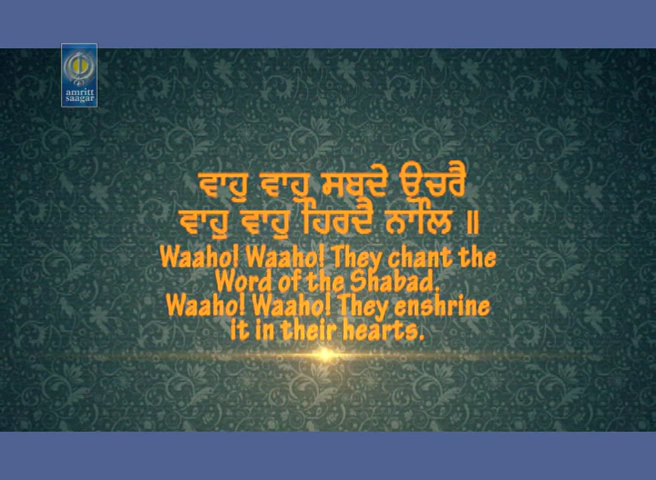 amritt
saagar
ਵਾਹੁ ਵਾਹੁ ਸਬਦੇ ਉਚਰੈ
ਵਾਹੁ ਵਾਹੁ ਹਿਰਦੈ ਨਾਲਿ ॥
Waaho! Waaho! They chant the
Word of the Shabad.
Waaho! Waaho! They enshrine
it in their hearts.